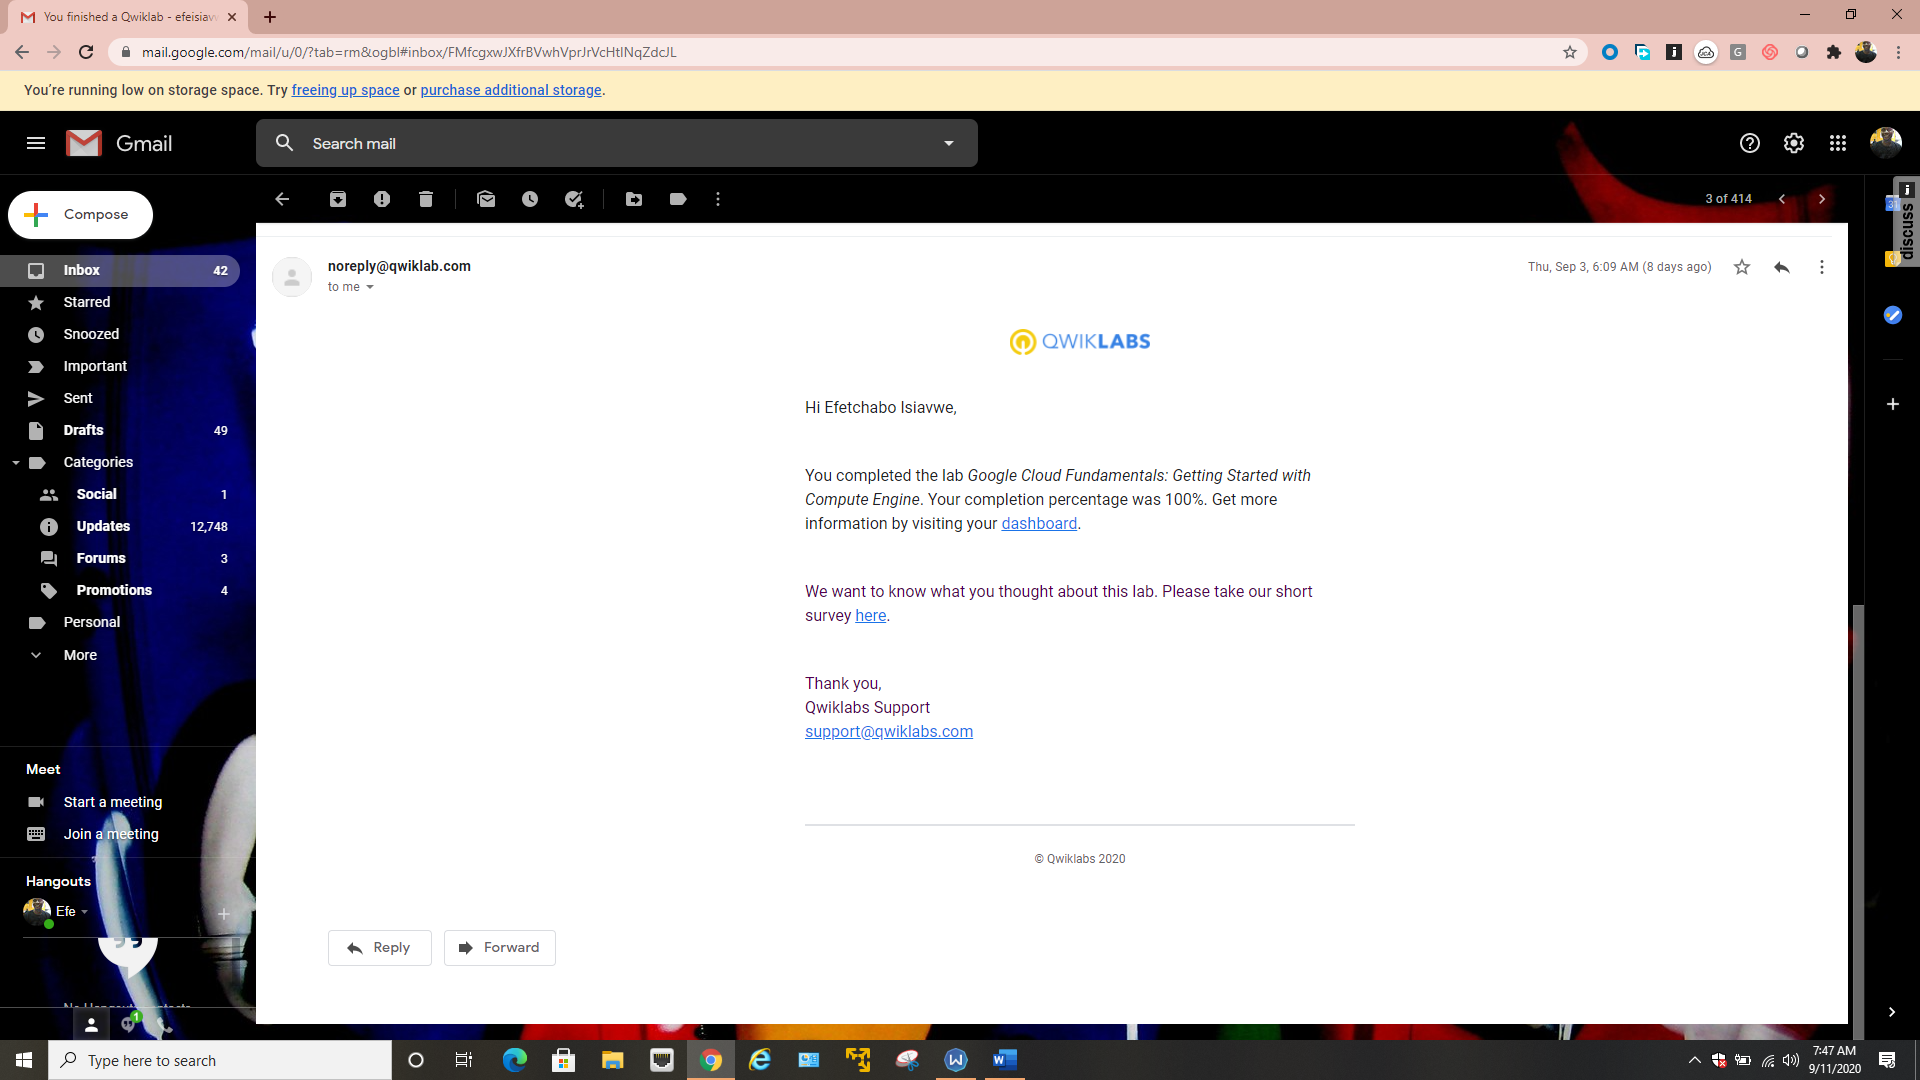 You finished a Qwiklab - efeisiav
mail.google.com/mail/u/0/?tab=rm&ogbl#inbox/FMfcgxwJXfrBVwhVprJrVcHtlNqZdcJL
You're running low on storage space. Try freeing up space or purchase additional storage.
Gmail
Search mail
Compose
3 of 414
Inbox 42
Starred
Snoozed
Important
Sent
Drafts 49
Categories
Social 1
Updates 12,748
Forums 3
Promotions 4
Personal
More
Meet
Start a meeting
Join a meeting
Hangouts
Efe
noreply@qwiklab.com
Thu, Sep 3, 6:09 AM (8 days ago)
to me
QWIKLABS
Hi Efetchabo Isiavwe,
You completed the lab Google Cloud Fundamentals: Getting Started with
Compute Engine. Your completion percentage was 100%. Get more
information by visiting your dashboard.
We want to know what you thought about this lab. Please take our short
survey here.
Thank you,
Qwiklabs Support
support@qwiklabs.com
© Qwiklabs 2020
Reply
Forward
discuss
31
1
Type here to search
7:47 AM
9/11/2020